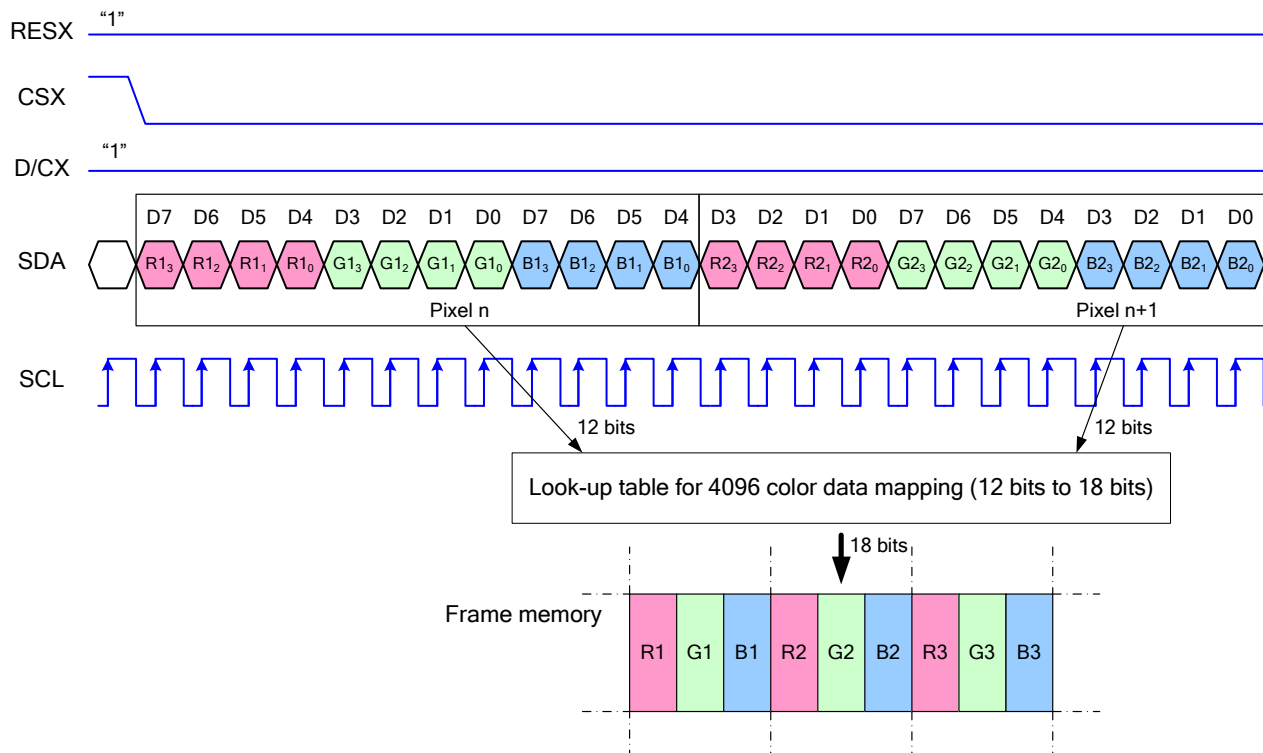 RESX “1”
CSX
D/CX “1”
D7 D6 D5 D4 D3 D2 D1 D0 D7 D6 D5 D4 D3 D2 D1 D0 D7 D6 D5 D4 D3 D2 D1 D0
SDA R1₃ R1₂ R1₁ R1₀ G1₃ G1₂ G1₁ G1₀ B1₃ B1₂ B1₁ B1₀ R2₃ R2₂ R2₁ R2₀ G2₃ G2₂ G2₁ G2₀ B2₃ B2₂ B2₁ B2₀
Pixel n Pixel n+1
SCL
12 bits 12 bits
Look-up table for 4096 color data mapping (12 bits to 18 bits)
18 bits
Frame memory
R1 G1 B1 R2 G2 B2 R3 G3 B3